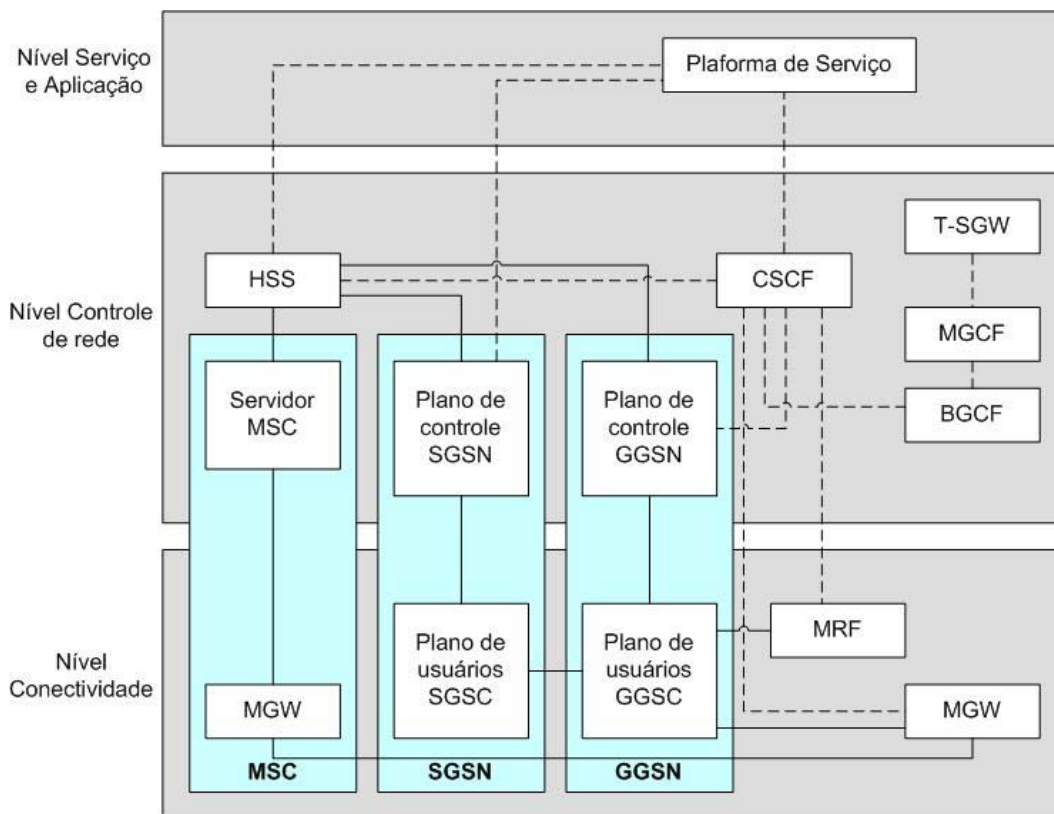 Nível Serviço
e Aplicação
Plaforma de Serviço
Nível Controle
de rede
HSS
CSCF
T-SGW
MGCF
BGCF
Servidor
MSC
Plano de
controle
SGSN
Plano de
controle
GGSN
Nível
Conectividade
MGW
Plano de
usuários
SGSC
Plano de
usuários
GGSC
MRF
MGW
MSC
SGSN
GGSN